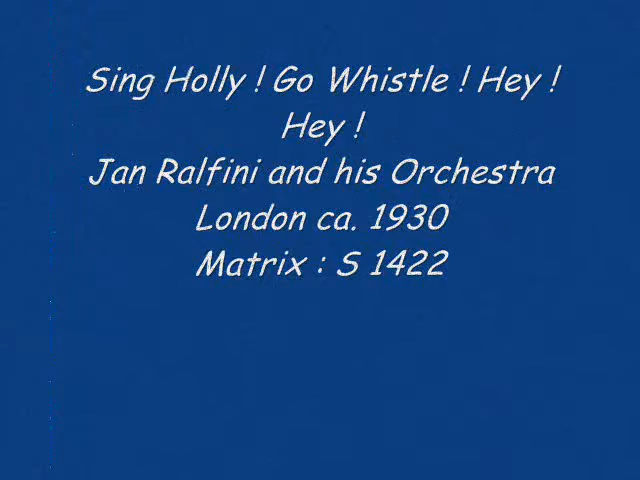 Sing Holly ! Go Whistle ! Hey !
Hey !
Jan Ralfini and his Orchestra
London ca. 1930
Matrix : S 1422